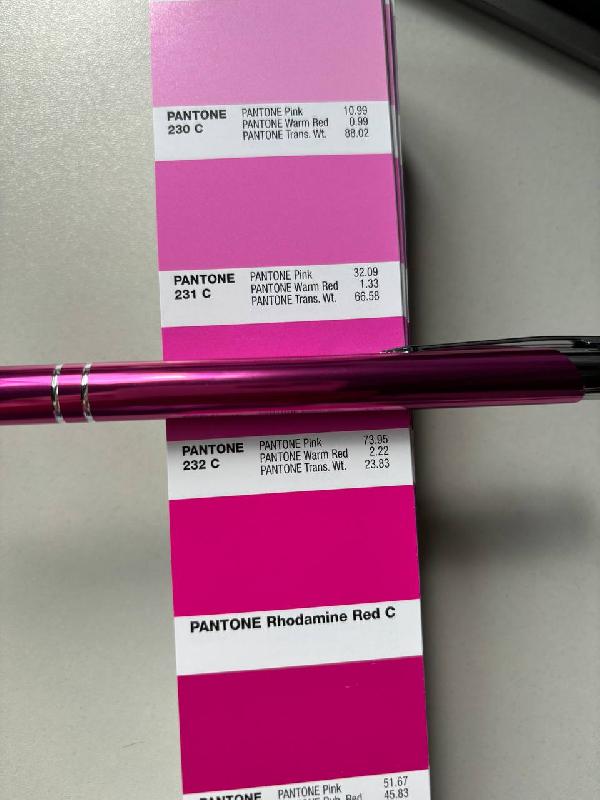 PANTONE
230 C
PANTONE Pink 10.99
PANTONE Warm Red 0.99
PANTONE Trans. Wt. 88.02
PANTONE
231 C
PANTONE Pink 32.09
PANTONE Warm Red 1.33
PANTONE Trans. Wt. 66.58
PANTONE
232 C
PANTONE Pink 73.95
PANTONE Warm Red 2.22
PANTONE Trans. Wt. 23.83
PANTONE Rhodamine Red C
PANTONE
PANTONE Pink 51.67
PANTONE Rub. Red 45.83